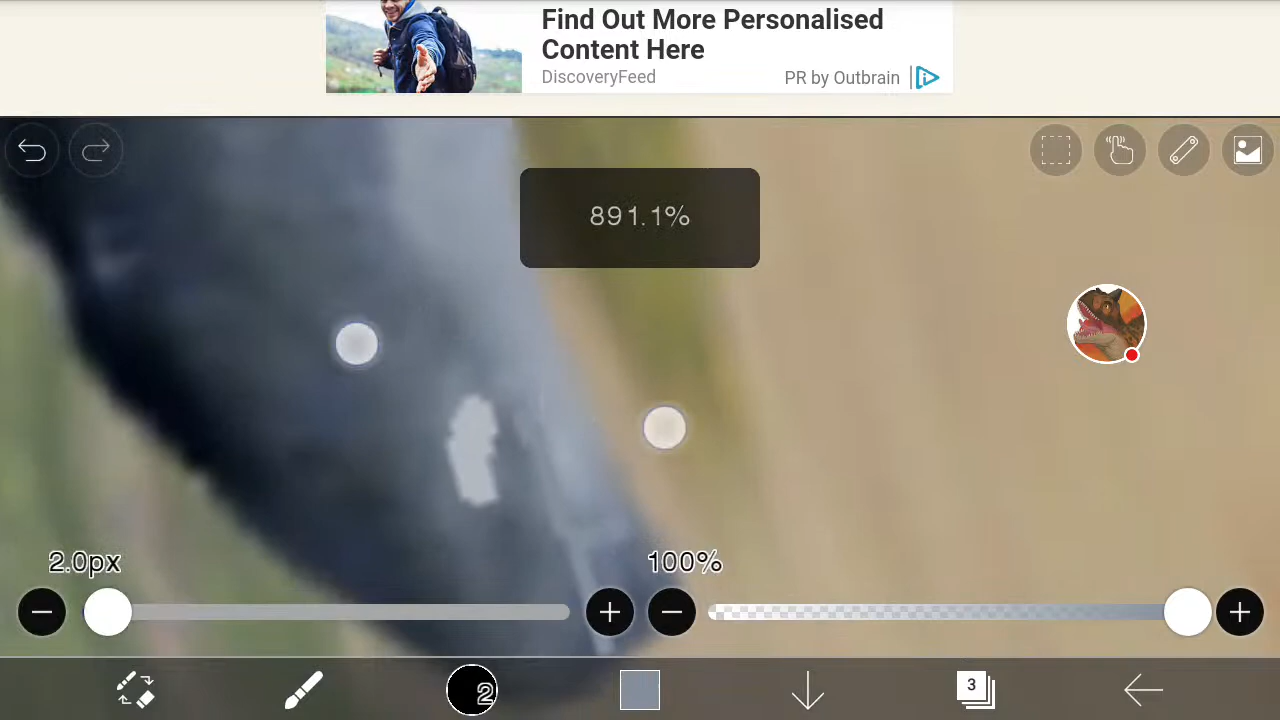 Find Out More Personalised
Content Here
DiscoveryFeed
PR by Outbrain
891.1%
2.0px
100%
2
3